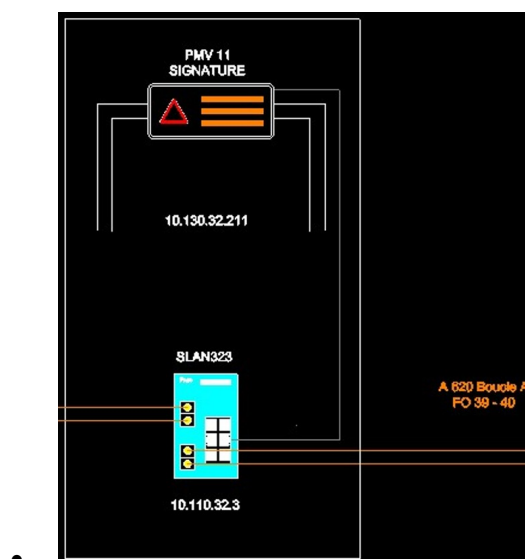 PMV 11
SIGNATURE
10.130.32.211
SLAN323
A 620 Boucle A
FO 39 - 40
10.110.32.3